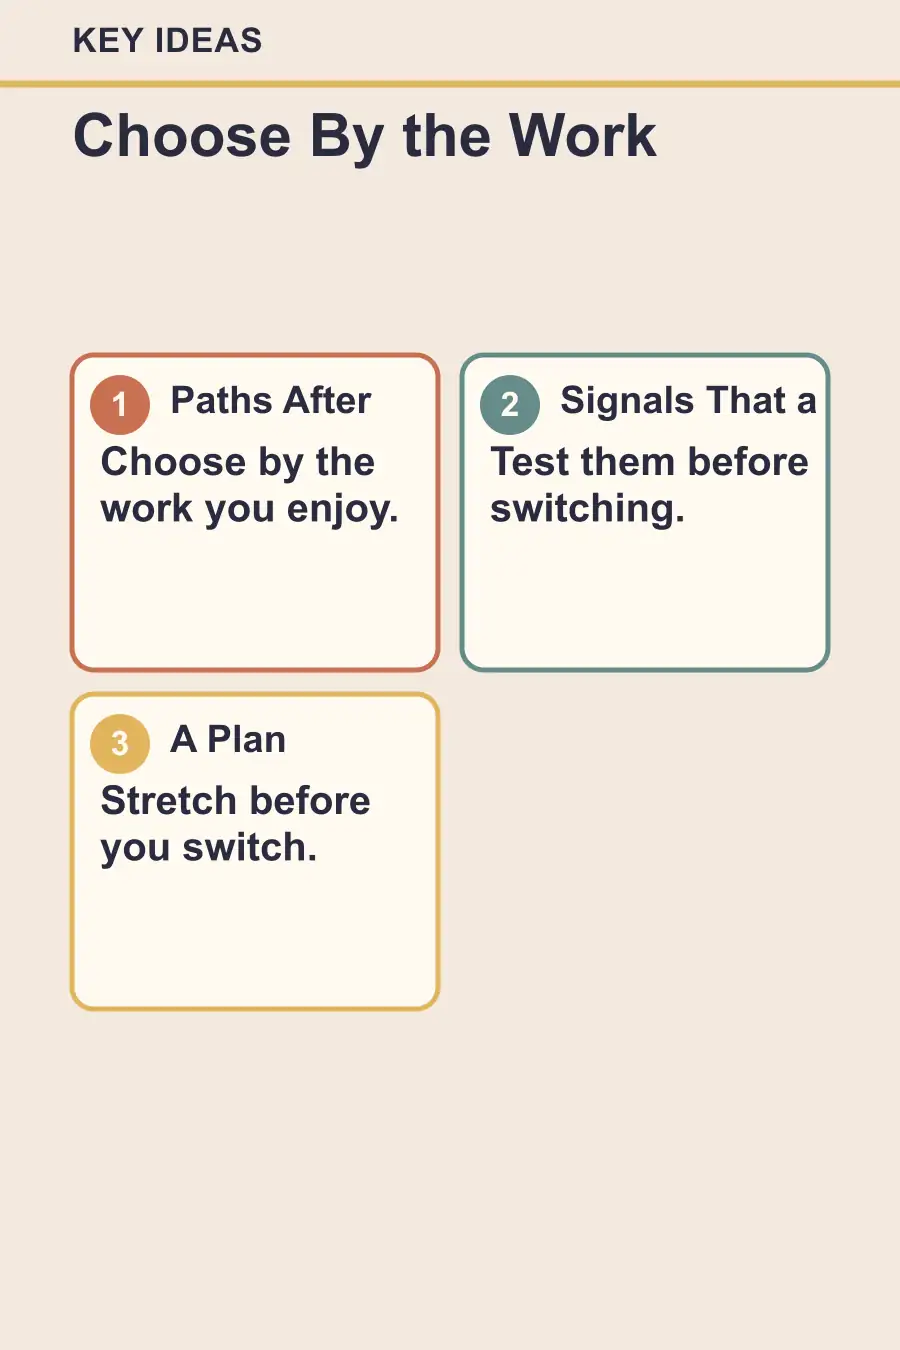 KEY IDEAS
Choose By the Work
1 Paths After
Choose by the
work you enjoy.
2 Signals That a
Test them before
switching.
3 A Plan
Stretch before
you switch.